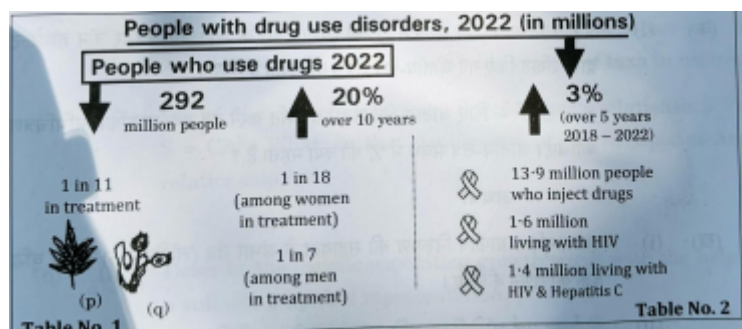 People with drug use disorders, 2022 (in millions)
People who use drugs 2022
292
million people
20%
over 10 years
3%
(over 5 years
2018 – 2022)
1 in 11
in treatment
1 in 18
(among women
in treatment)
1 in 7
(among men
in treatment)
(p)
(q)
13·9 million people
who inject drugs
1·6 million
living with HIV
1·4 million living with
HIV & Hepatitis C
Table No. 1
Table No. 2